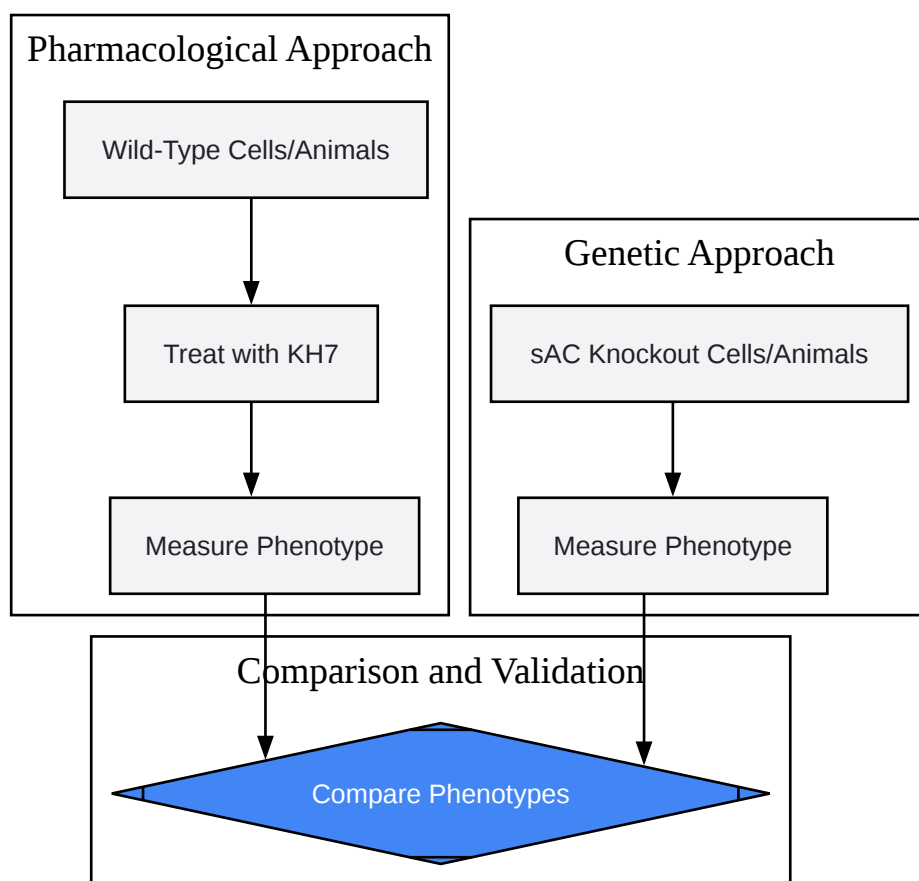 Pharmacological Approach
Wild-Type Cells/Animals
Treat with KH7
Measure Phenotype
Genetic Approach
sAC Knockout Cells/Animals
Measure Phenotype
Comparison and Validation
Compare Phenotypes